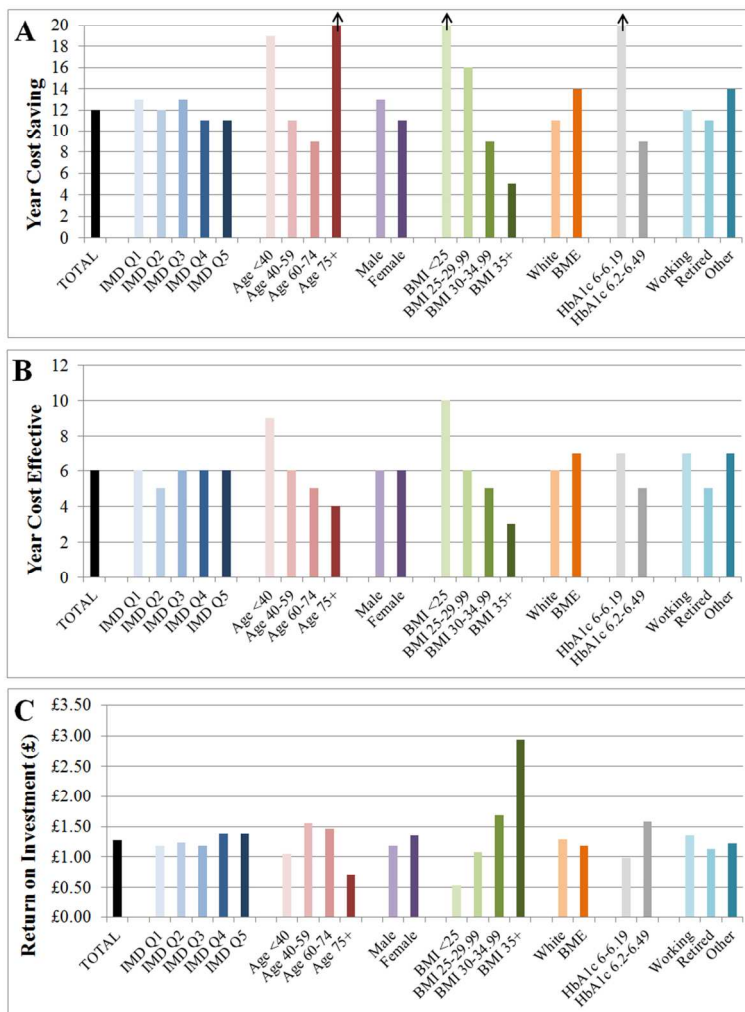 A
Year Cost Saving
20
18
16
14
12
10
8
6
4
2
0
TOTAL
IMD Q1
IMD Q2
IMD Q3
IMD Q4
IMD Q5
Age <40
Age 40-59
Age 60-74
Age 75+
Male
Female
BMI <25
BMI 25-29.99
BMI 30-34.99
BMI 35+
White
BME
HbA1c 6-6.19
HbA1c 6.2-6.49
Working
Retired
Other
B
Year Cost Effective
12
10
8
6
4
2
0
TOTAL
IMD Q1
IMD Q2
IMD Q3
IMD Q4
IMD Q5
Age <40
Age 40-59
Age 60-74
Age 75+
Male
Female
BMI <25
BMI 25-29.99
BMI 30-34.99
BMI 35+
White
BME
HbA1c 6-6.19
HbA1c 6.2-6.49
Working
Retired
Other
C
Return on Investment (£)
£3.50
£3.00
£2.50
£2.00
£1.50
£1.00
£0.50
£0.00
TOTAL
IMD Q1
IMD Q2
IMD Q3
IMD Q4
IMD Q5
Age <40
Age 40-59
Age 60-74
Age 75+
Male
Female
BMI <25
BMI 25-29.99
BMI 30-34.99
BMI 35+
White
BME
HbA1c 6-6.19
HbA1c 6.2-6.49
Working
Retired
Other